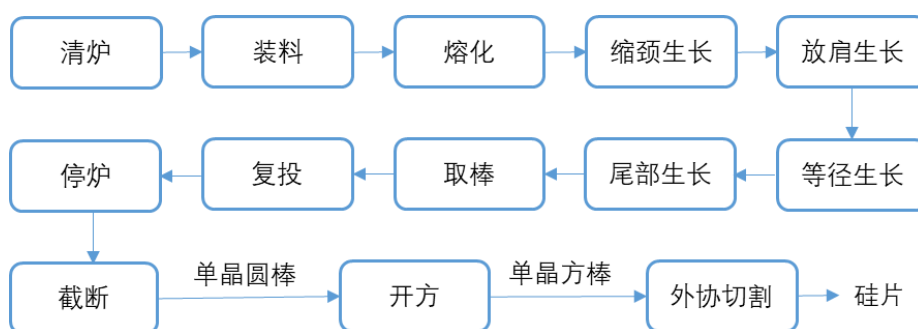 清炉
装料
熔化
缩颈生长
放肩生长
停炉
复投
取棒
尾部生长
等径生长
截断
单晶圆棒
开方
单晶方棒
外协切割
硅片